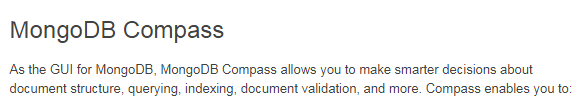 MongoDB Compass
As the GUI for MongoDB, MongoDB Compass allows you to make smarter decisions about
document structure, querying, indexing, document validation, and more. Compass enables you to: